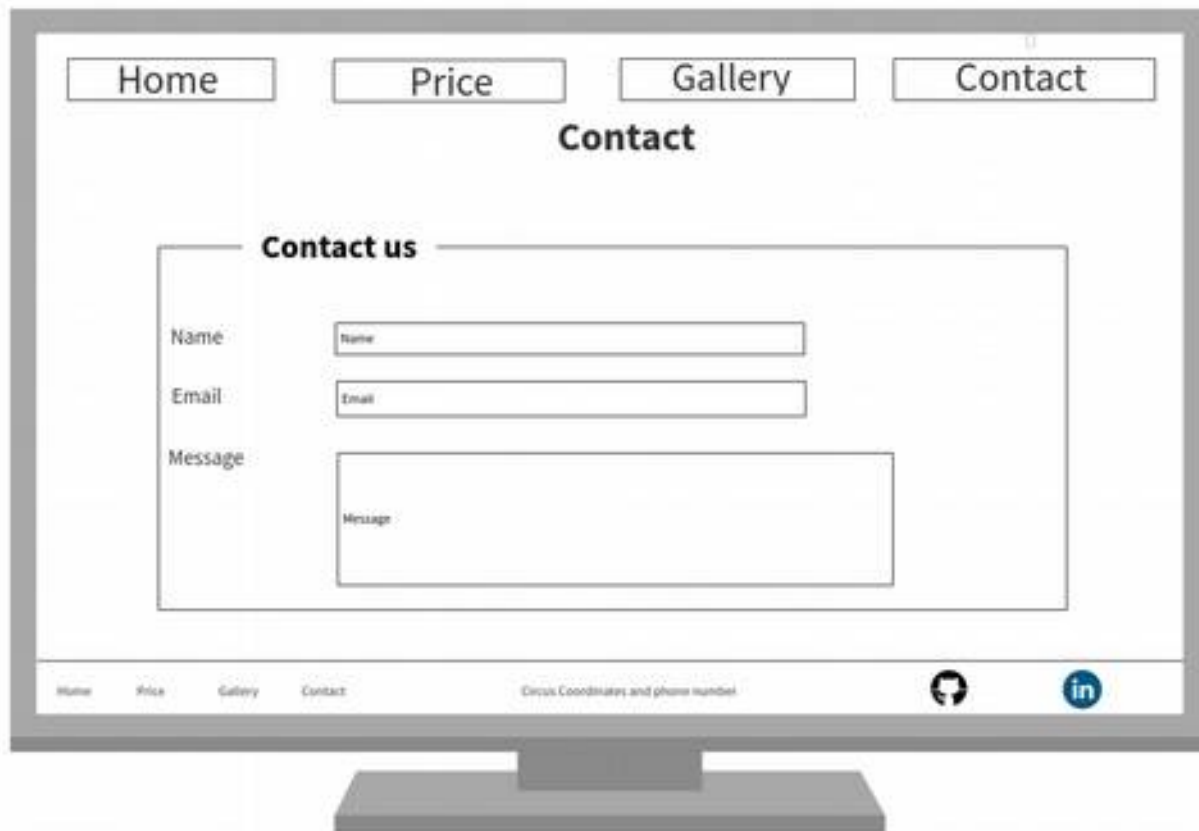 Home Price Gallery Contact
Contact
Contact us
Name Name
Email Email
Message
Message
Home Price Gallery Contact Circus Coordinates and phone number in